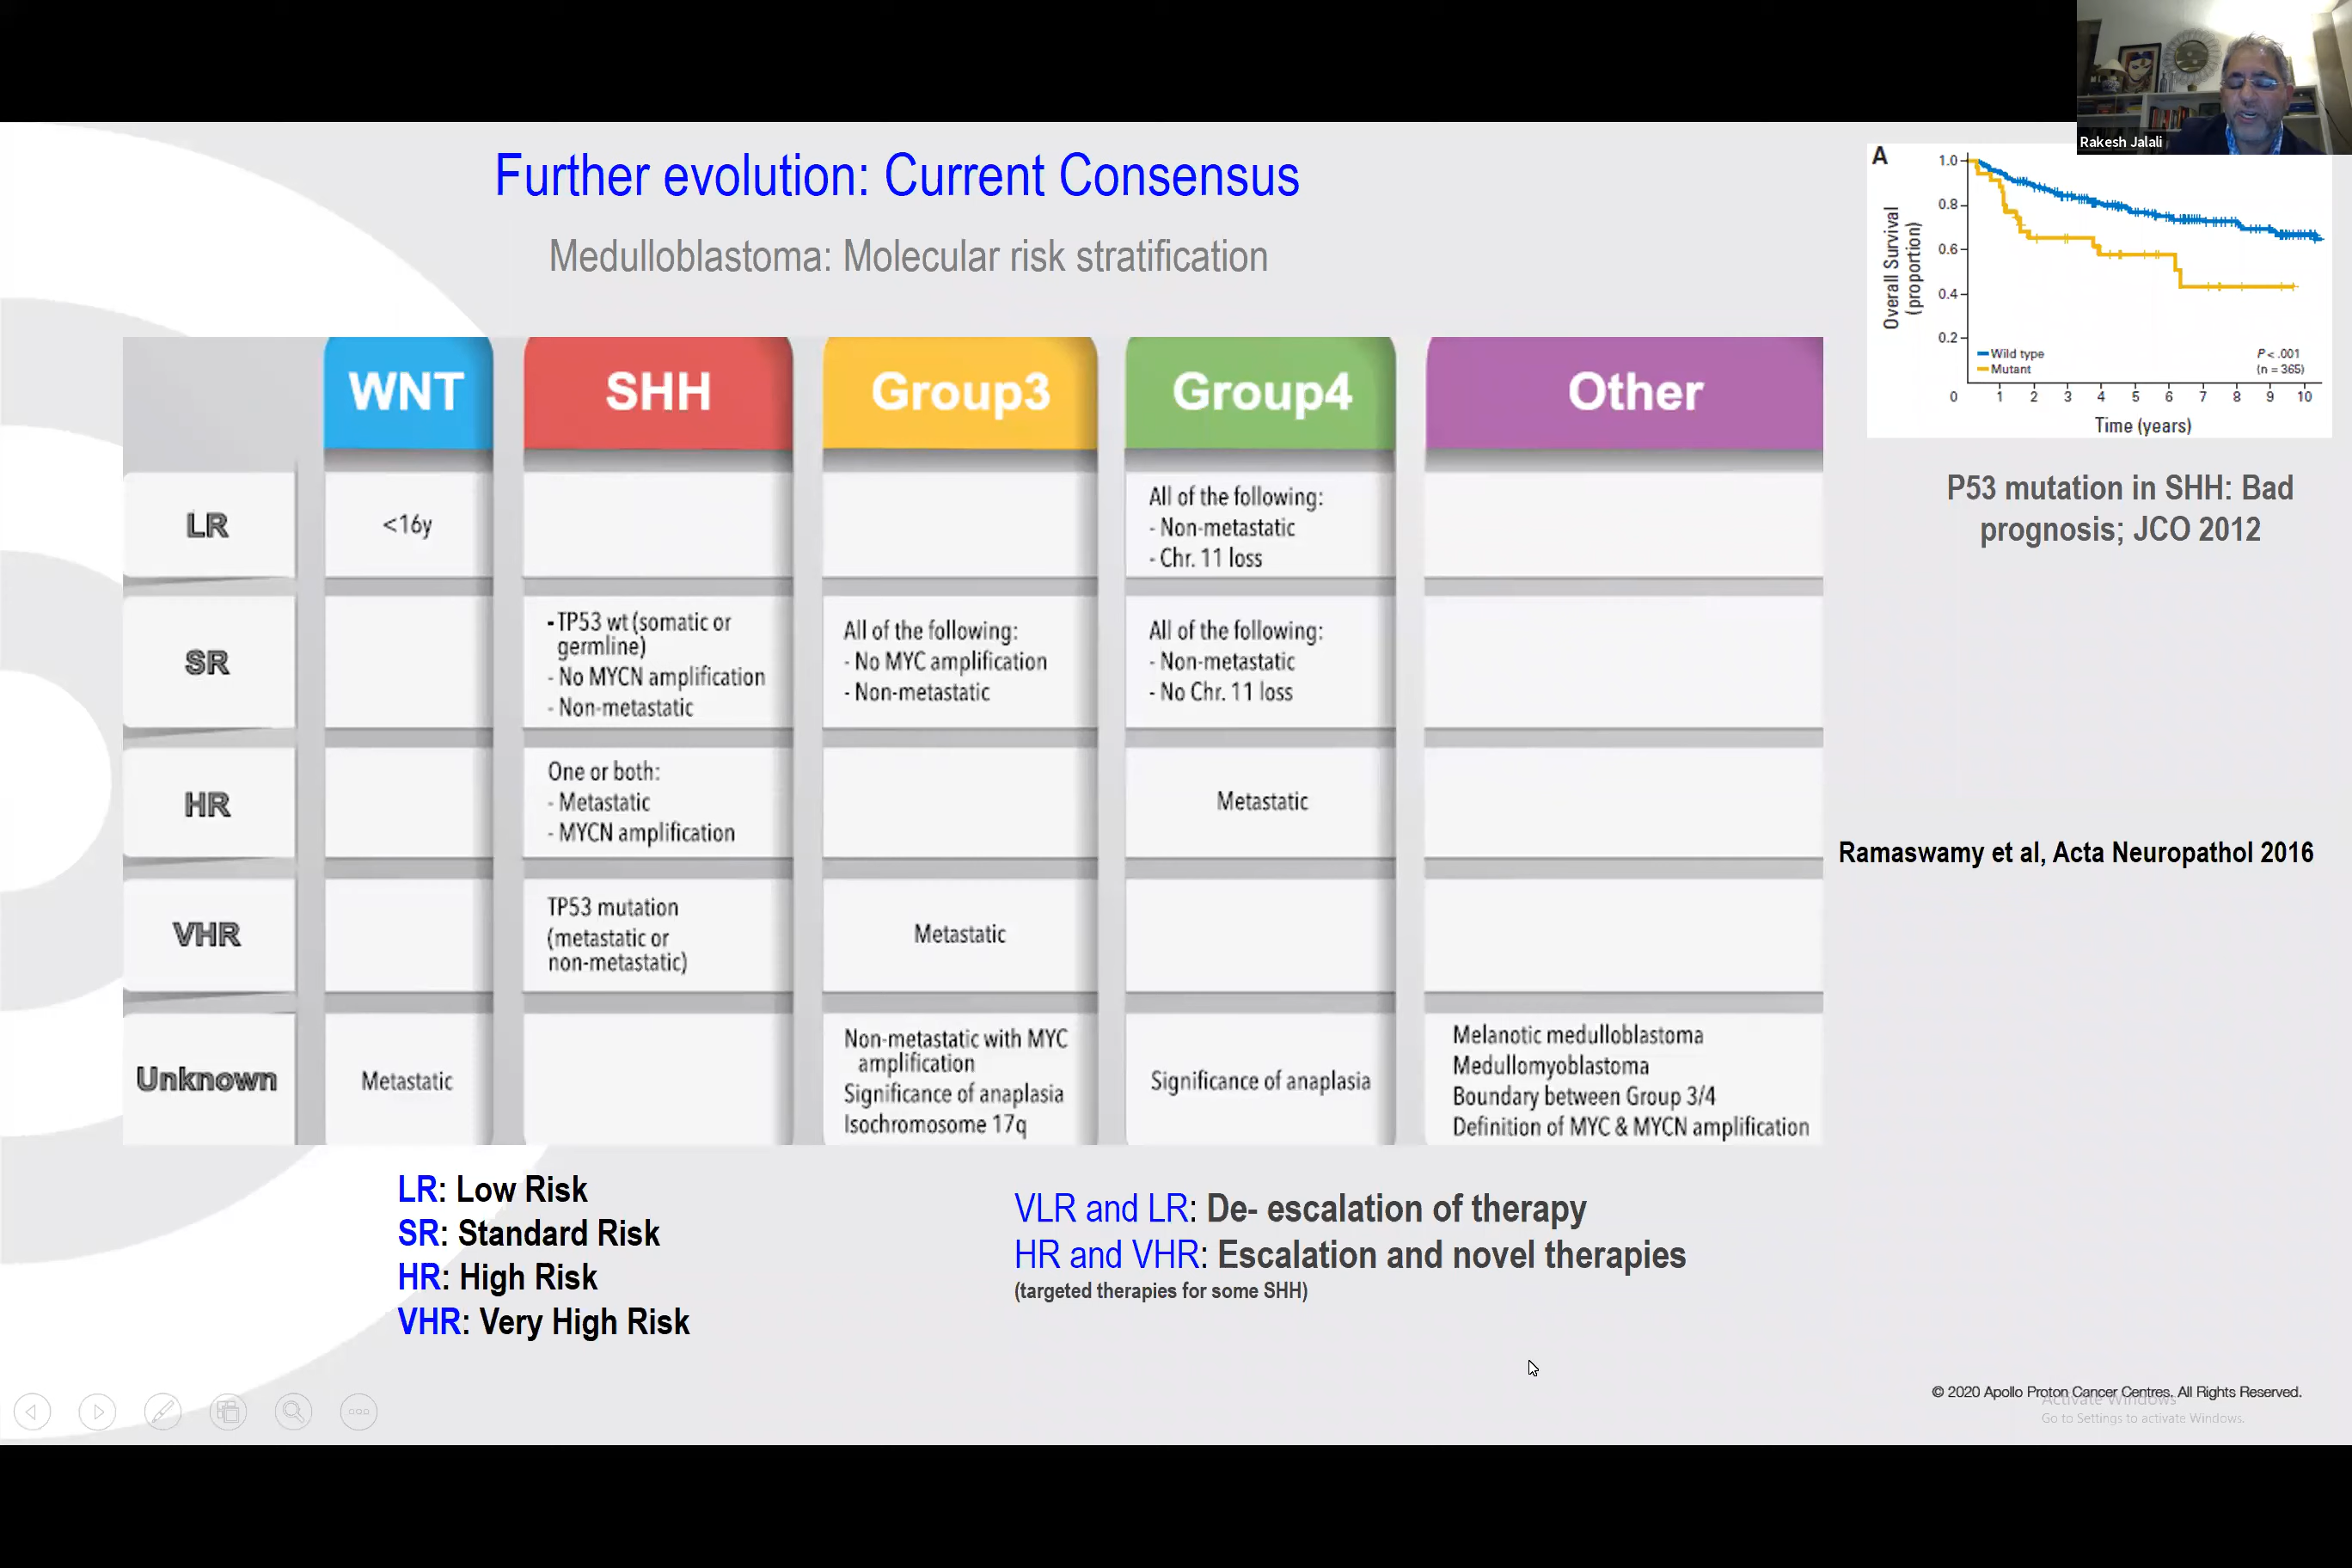 Rakesh Jalali
Further evolution: Current Consensus
Medulloblastoma: Molecular risk stratification
WNT
SHH
Group3
Group4
Other
LR
<16y
All of the following:
- Non-metastatic
- Chr. 11 loss
SR
- TP53 wt (somatic or
germline)
- No MYCN amplification
- Non-metastatic
All of the following:
- No MYC amplification
- Non-metastatic
All of the following:
- Non-metastatic
- No Chr. 11 loss
HR
One or both:
- Metastatic
- MYCN amplification
Metastatic
VHR
TP53 mutation
(metastatic or
non-metastatic)
Metastatic
Unknown
Metastatic
Non-metastatic with MYC
amplification
Significance of anaplasia
Isochromosome 17q
Significance of anaplasia
Melanotic medulloblastoma
Medullomyoblastoma
Boundary between Group 3/4
Definition of MYC & MYCN amplification
A
Overall Survival
(proportion)
1.0
0.8
0.6
0.4
0.2
0
Wild type
Mutant
P < .001
(n = 365)
1 2 3 4 5 6 7 8 9 10
Time (years)
P53 mutation in SHH: Bad
prognosis; JCO 2012
Ramaswamy et al, Acta Neuropathol 2016
LR: Low Risk
SR: Standard Risk
HR: High Risk
VHR: Very High Risk
VLR and LR: De- escalation of therapy
HR and VHR: Escalation and novel therapies
(targeted therapies for some SHH)
© 2020 Apollo Proton Cancer Centres. All Rights Reserved.
Activate Windows
Go to Settings to activate Windows.